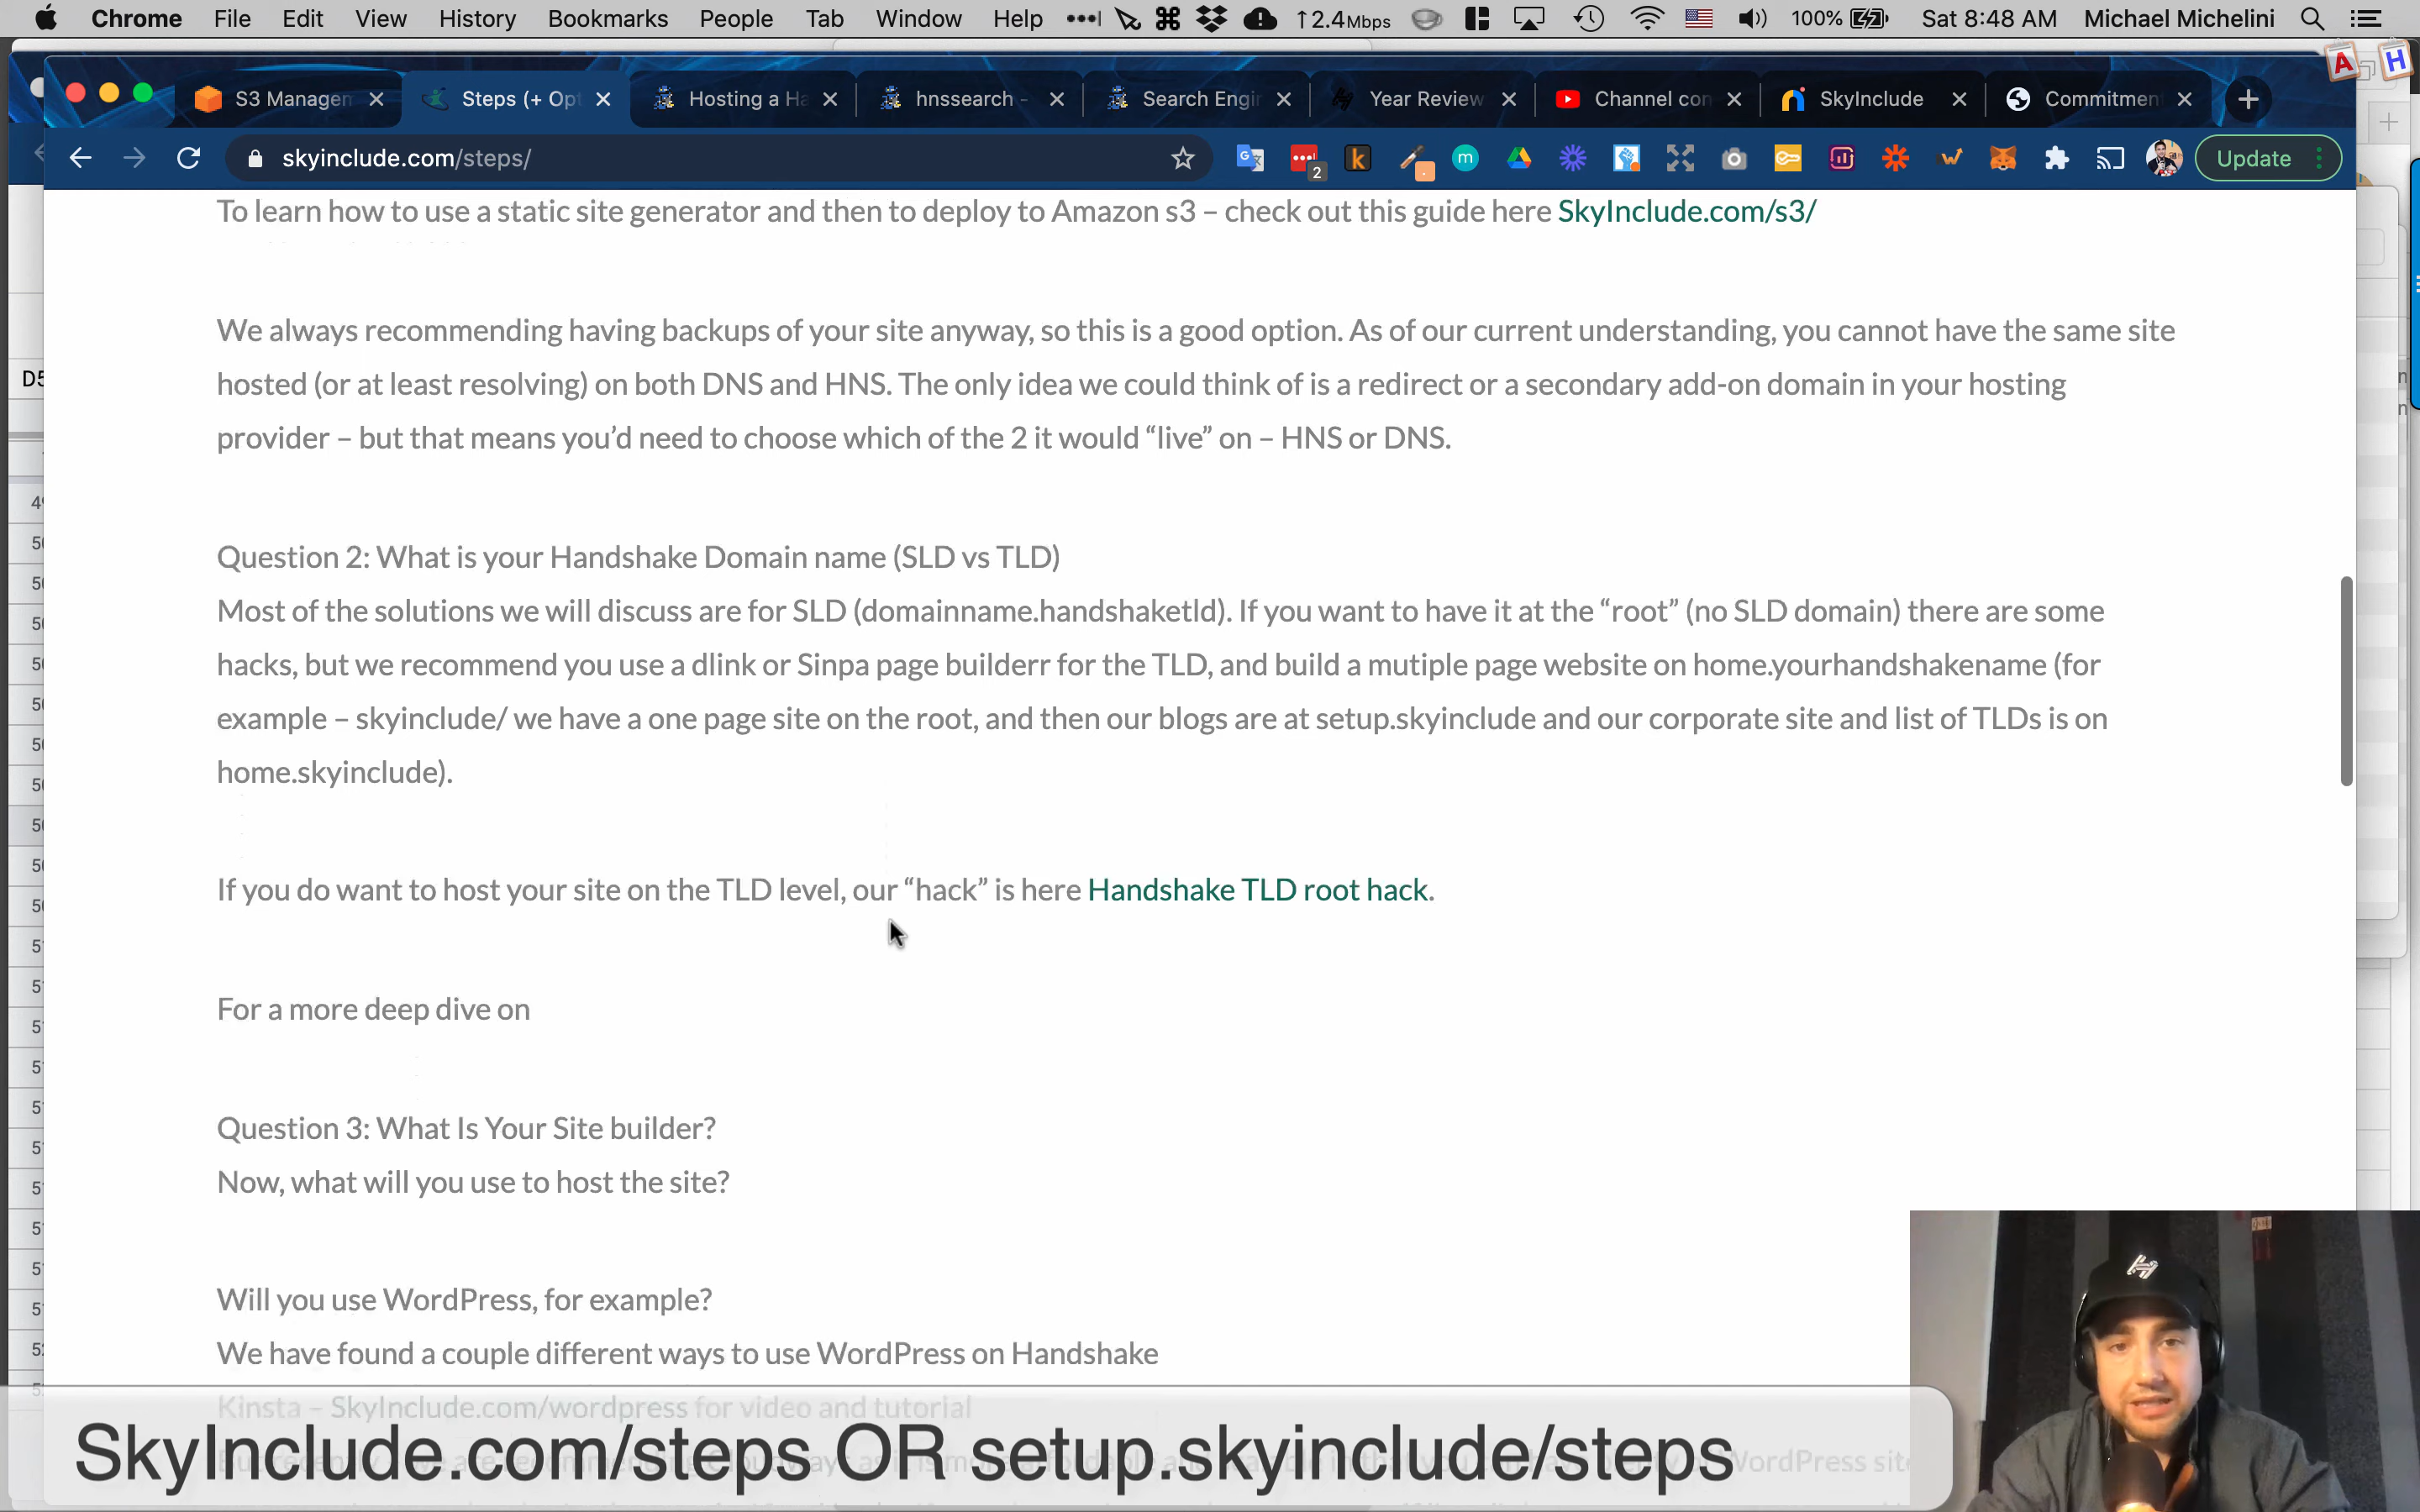 Chrome File Edit View History Bookmarks People Tab Window Help ↑2.4Mbps 100% Sat 8:48 AM Michael Michelini
A H
S3 Managem Steps (+ Opt Hosting a Ha hnssearch - Search Engin Year Review Channel con SkyInclude Commitmen
skyinclude.com/steps/ 2 k m Update
To learn how to use a static site generator and then to deploy to Amazon s3 – check out this guide here SkyInclude.com/s3/
We always recommending having backups of your site anyway, so this is a good option. As of our current understanding, you cannot have the same site
hosted (or at least resolving) on both DNS and HNS. The only idea we could think of is a redirect or a secondary add-on domain in your hosting
provider – but that means you’d need to choose which of the 2 it would “live” on – HNS or DNS.
Question 2: What is your Handshake Domain name (SLD vs TLD)
Most of the solutions we will discuss are for SLD (domainname.handshaketld). If you want to have it at the “root” (no SLD domain) there are some
hacks, but we recommend you use a dlink or Sinpa page builderr for the TLD, and build a mutiple page website on home.yourhandshakename (for
example – skyinclude/ we have a one page site on the root, and then our blogs are at setup.skyinclude and our corporate site and list of TLDs is on
home.skyinclude).
If you do want to host your site on the TLD level, our “hack” is here Handshake TLD root hack.
For a more deep dive on
Question 3: What Is Your Site builder?
Now, what will you use to host the site?
Will you use WordPress, for example?
We have found a couple different ways to use WordPress on Handshake
Kinsta – SkyInclude.com/wordpress for video and tutorial
SkyInclude.com/steps OR setup.skyinclude/steps